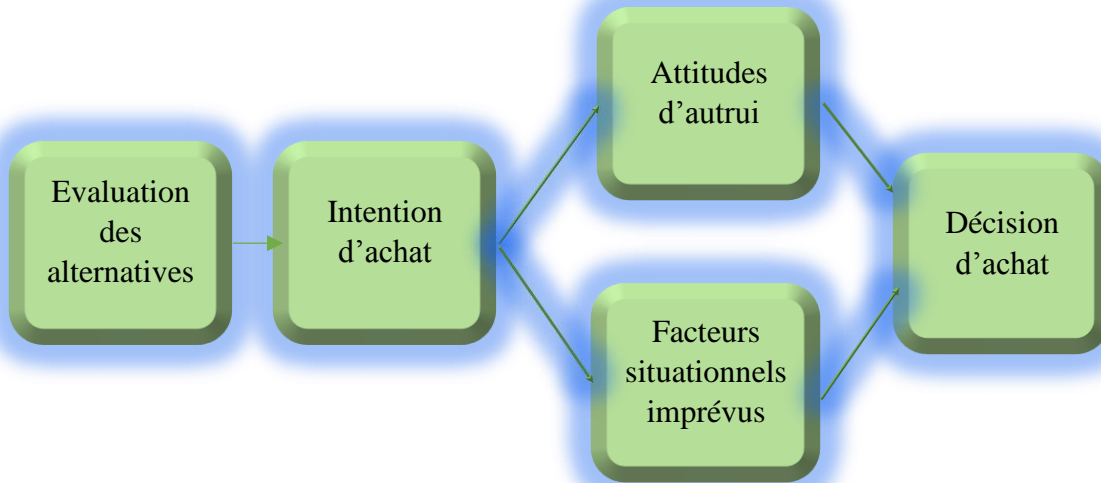 Evaluation
des
alternatives
Intention
d'achat
Attitudes
d'autrui
Facteurs
situationnels
imprévus
Décision
d'achat